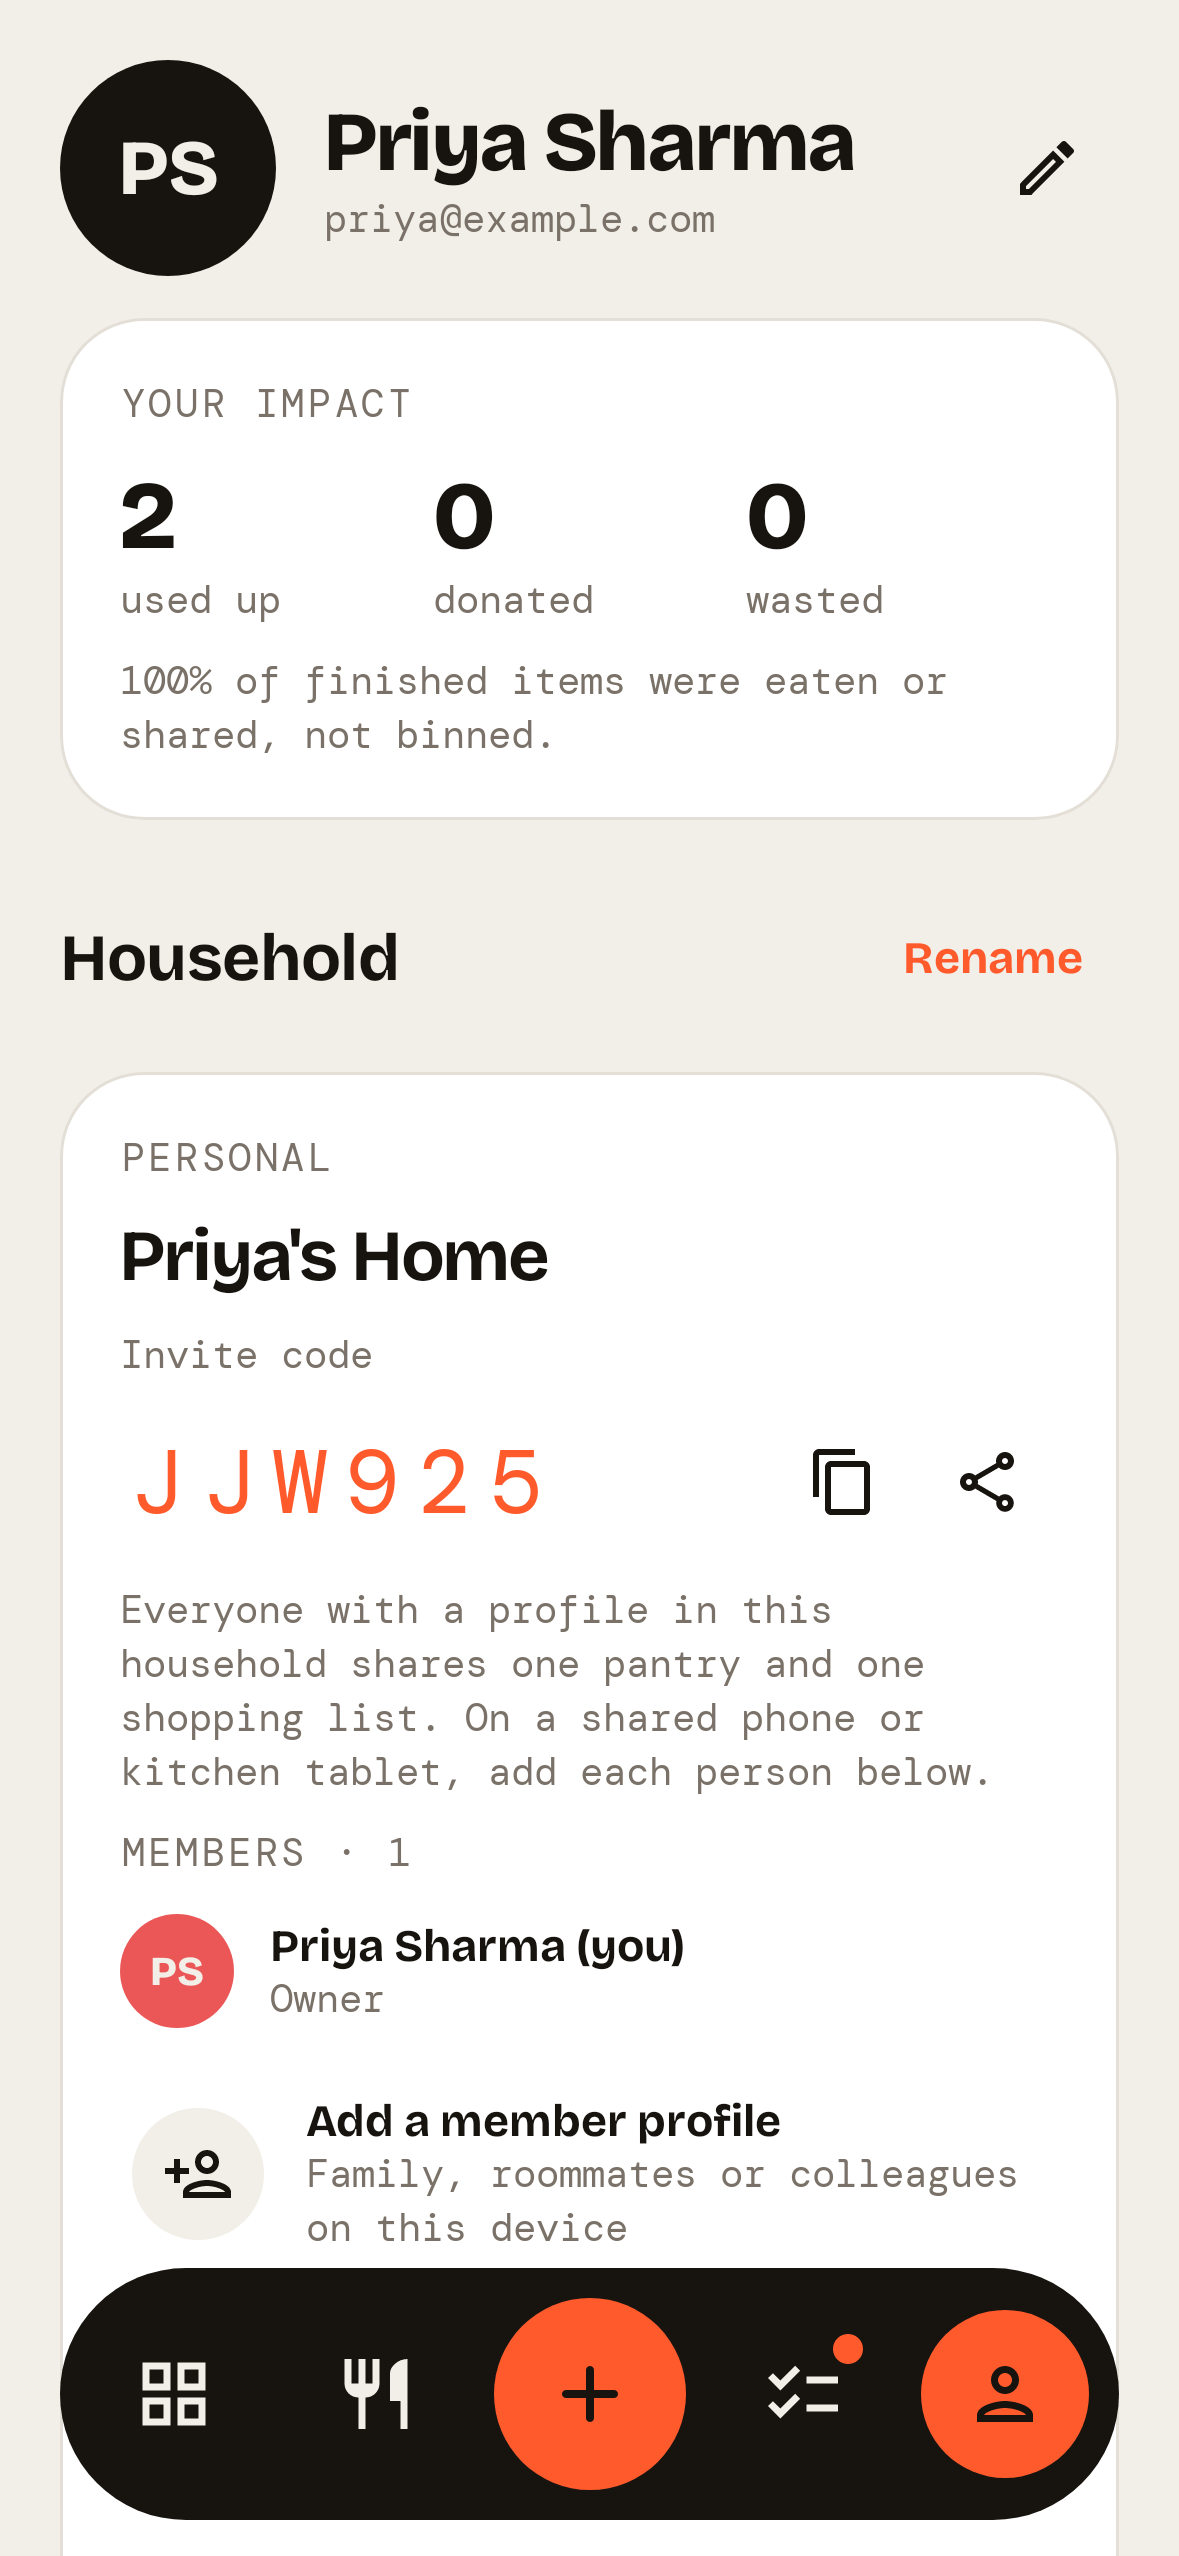 PS
Priya Sharma
priya@example.com
YOUR IMPACT
2 0 0
used up donated wasted
100% of finished items were eaten or
shared, not binned.
Household Rename
PERSONAL
Priya's Home
Invite code
JJW925
Everyone with a profile in this
household shares one pantry and one
shopping list. On a shared phone or
kitchen tablet, add each person below.
MEMBERS · 1
PS
Priya Sharma (you)
Owner
Add a member profile
Family, roommates or colleagues
on this device